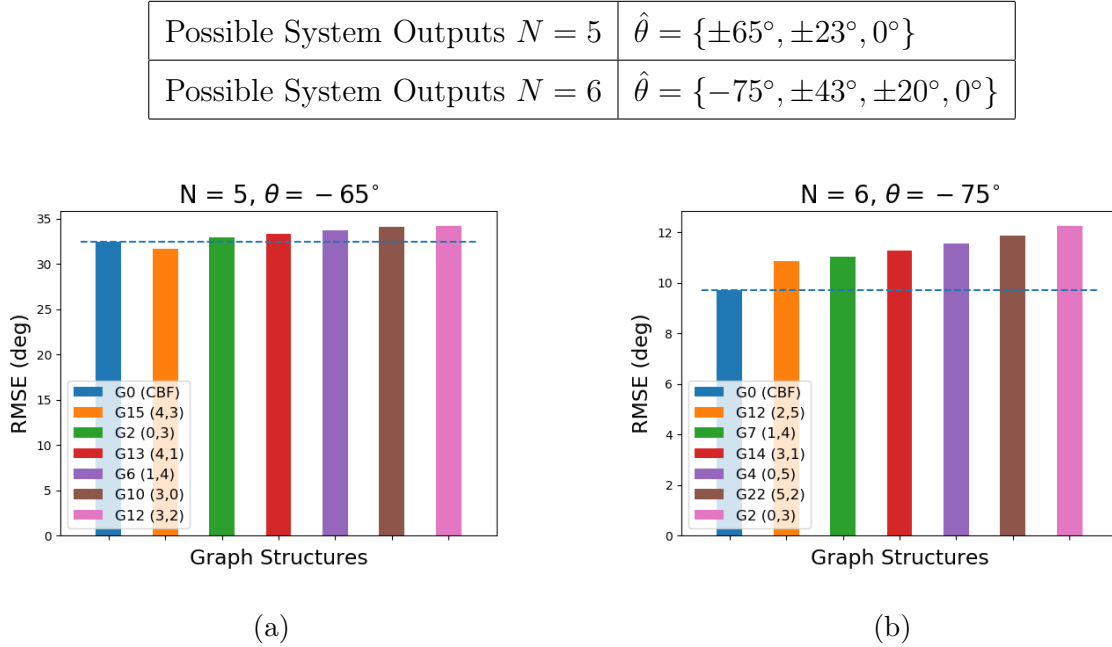 Possible System Outputs N = 5 | θ̂ = {±65°, ±23°, 0°}
Possible System Outputs N = 6 | θ̂ = {−75°, ±43°, ±20°, 0°}
N = 5, θ = − 65°
35
30
25
20
15
10
5
0
RMSE (deg)
G0 (CBF)
G15 (4,3)
G2 (0,3)
G13 (4,1)
G6 (1,4)
G10 (3,0)
G12 (3,2)
Graph Structures
(a)
N = 6, θ = − 75°
12
10
8
6
4
2
0
RMSE (deg)
G0 (CBF)
G12 (2,5)
G7 (1,4)
G14 (3,1)
G4 (0,5)
G22 (5,2)
G2 (0,3)
Graph Structures
(b)